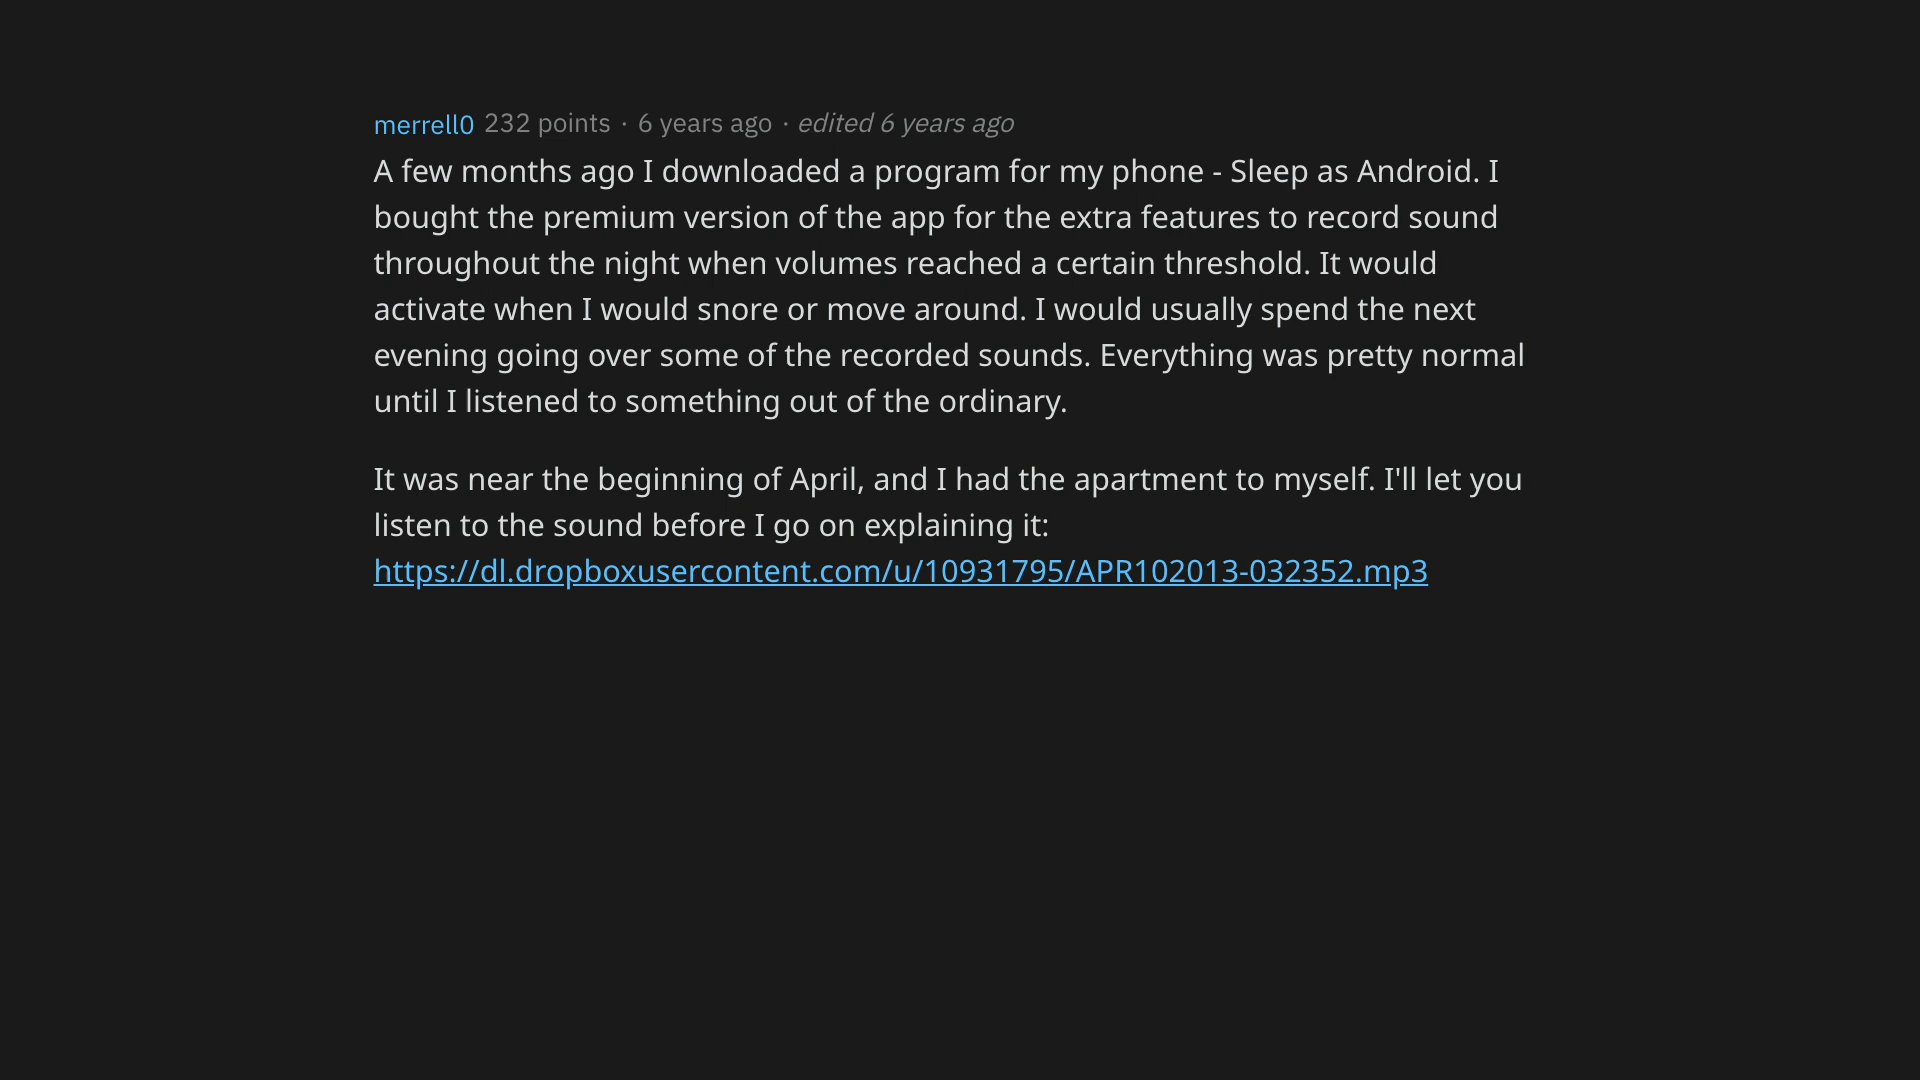 merrell0 232 points · 6 years ago · edited 6 years ago
A few months ago I downloaded a program for my phone - Sleep as Android. I
bought the premium version of the app for the extra features to record sound
throughout the night when volumes reached a certain threshold. It would
activate when I would snore or move around. I would usually spend the next
evening going over some of the recorded sounds. Everything was pretty normal
until I listened to something out of the ordinary.
It was near the beginning of April, and I had the apartment to myself. I'll let you
listen to the sound before I go on explaining it:
https://dl.dropboxusercontent.com/u/10931795/APR102013-032352.mp3